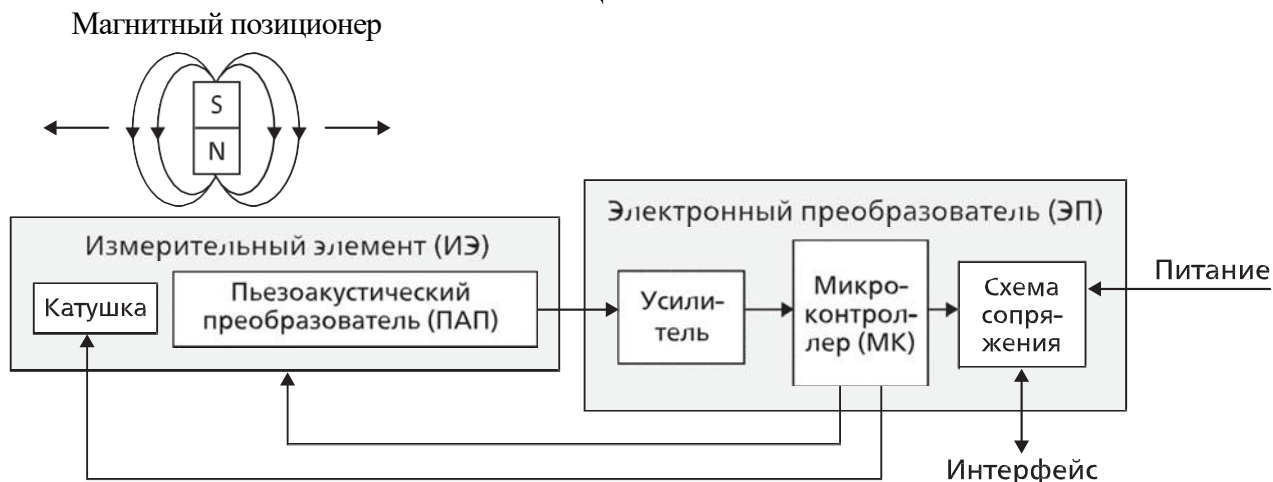 Магнитный позиционер
S
N
Электронный преобразователь (ЭП)
Измерительный элемент (ИЭ)
Катушка
Пьезоакустический
преобразователь (ПАП)
Усили-
тель
Микро-
контрол-
лер (МК)
Схема
сопря-
жения
Питание
Интерфейс